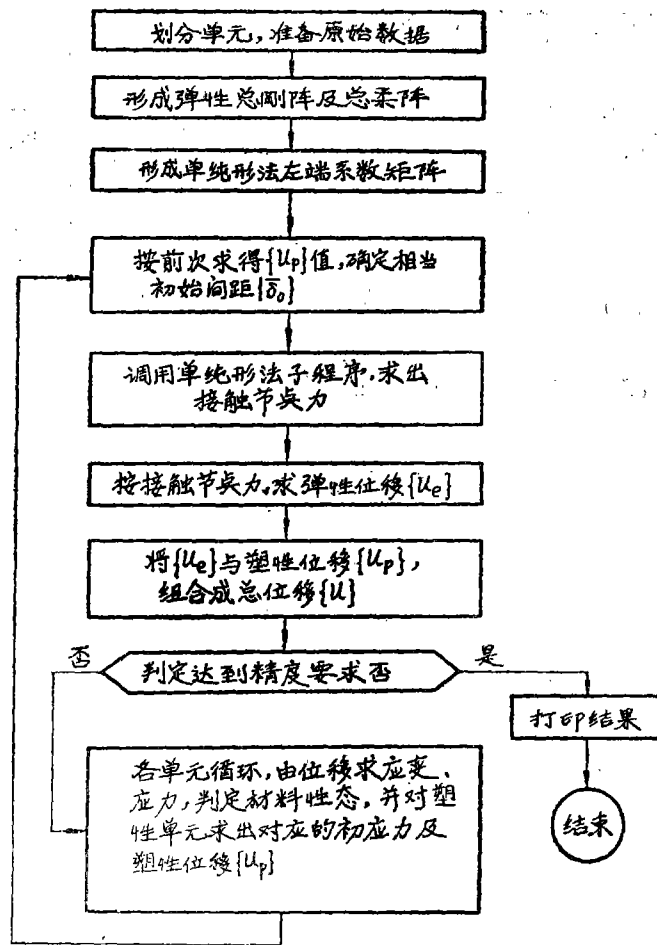 划分单元，准备原始数据
形成弹性总刚阵及总柔阵
形成单纯形法左端系数矩阵
按前次求得{Up}值，确定相当
初始间距{δ̄₀}
调用单纯形法子程序，求出
接触节点力
按接触节点力，求弹性位移{Ue}
将{Ue}与塑性位移{Up}，
组合成总位移{U}
否
判定达到精度要求否
是
打印结果
各单元循环，由位移求应变、
应力，判定材料性态，并对塑
性单元求出对应的初应力及
塑性位移{Up}
结束